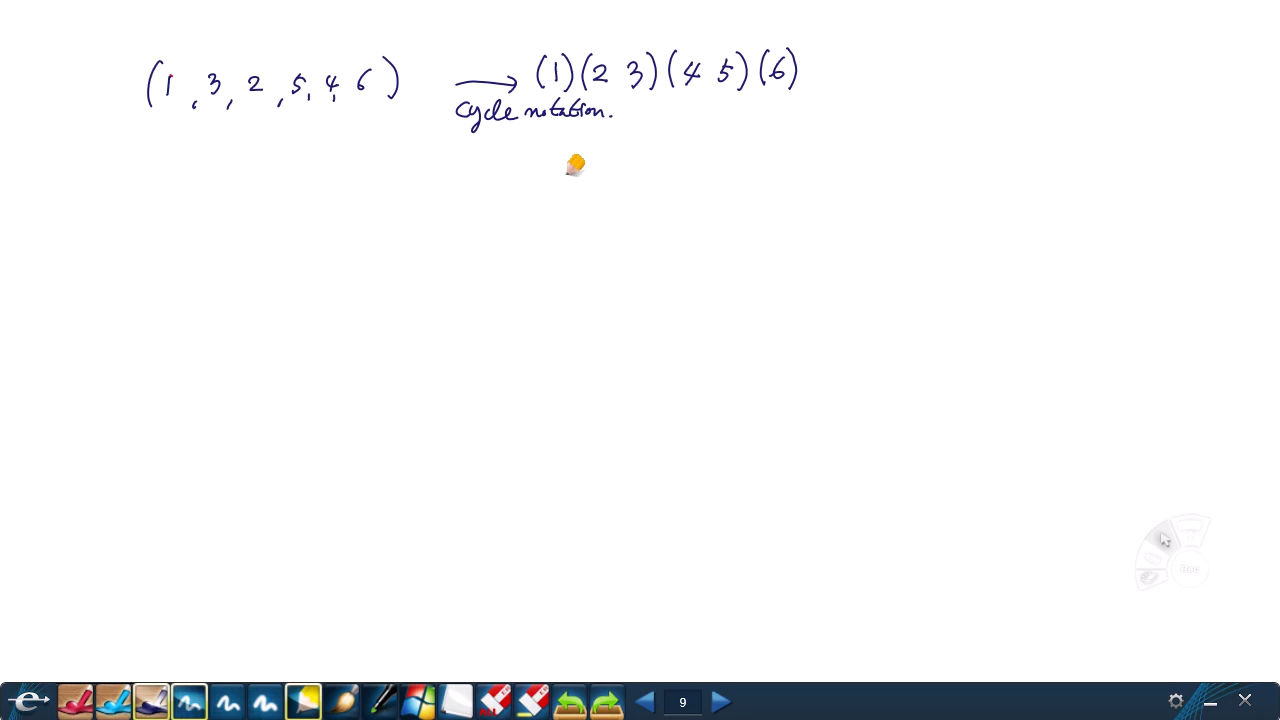 (1, 3, 2, 5, 4, 6) → (1)(2 3)(4 5)(6)
Cycle notation.
9